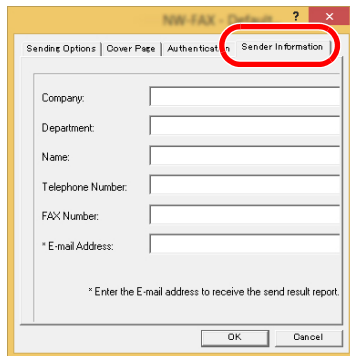 NW-FAX - Default ? ×
Sending Options Cover Page Authentication Sender Information
Company:
Department:
Name:
Telephone Number:
FAX Number:
* E-mail Address:
* Enter the E-mail address to receive the send result report.
OK Cancel